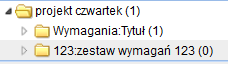 projekt czwartek (1)
Wymagania:Tytuł (1)
123:zestaw wymagań 123 (0)